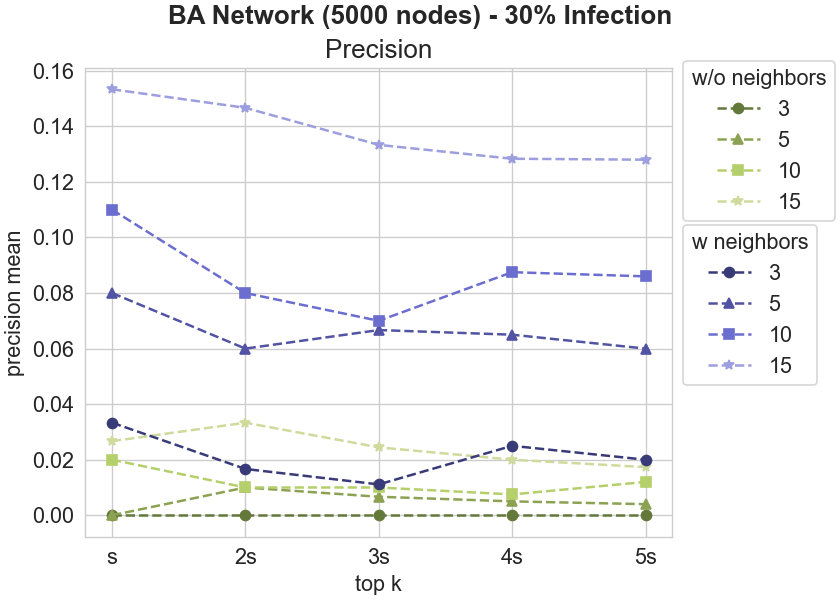 BA Network (5000 nodes) - 30% Infection
Precision
0.16
0.14
0.12
0.10
0.08
0.06
0.04
0.02
0.00
precision mean
s
2s
3s
4s
5s
top k
w/o neighbors
3
5
10
15
w neighbors
3
5
10
15